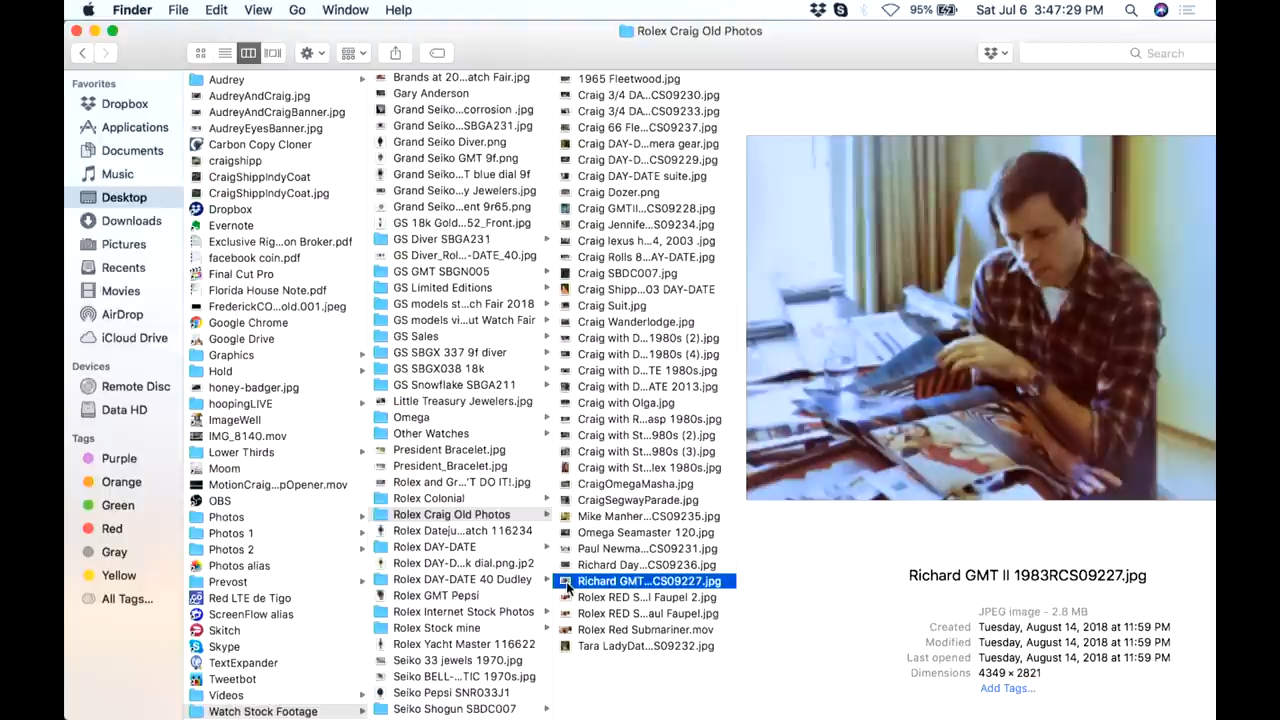 Finder File Edit View Go Window Help 95% Sat Jul 6 3:47:29 PM
Rolex Craig Old Photos
Search
Favorites
Dropbox
Applications
Documents
Music
Desktop
Downloads
Pictures
Recents
Movies
AirDrop
iCloud Drive
Devices
Remote Disc
Data HD
Tags
Purple
Orange
Green
Red
Gray
Yellow
All Tags...
Audrey
AudreyAndCraig.jpg
AudreyAndCraigBanner.jpg
AudreyEyesBanner.jpg
Carbon Copy Cloner
craigshipp
CraigShippIndyCoat
CraigShippIndyCoat.jpg
Dropbox
Evernote
Exclusive Rig...on Broker.pdf
facebook coin.pdf
Final Cut Pro
Florida House Note.pdf
FrederickCO...old.001.jpeg
Google Chrome
Google Drive
Graphics
Hold
honey-badger.jpg
hoopingLIVE
ImageWell
IMG_8140.mov
Lower Thirds
Moom
MotionCraig...pOpener.mov
OBS
Photos
Photos 1
Photos 2
Photos alias
Prevost
Red LTE de Tigo
ScreenFlow alias
Skitch
Skype
TextExpander
Tweetbot
Videos
Watch Stock Footage
Brands at 20...atch Fair.jpg
Gary Anderson
Grand Seiko...corrosion .jpg
Grand Seiko...SBGA231.jpg
Grand Seiko Diver.png
Grand Seiko GMT 9f.png
Grand Seiko...T blue dial 9f
Grand Seiko...y Jewelers.jpg
Grand Seiko...ent 9r65.png
GS 18k Gold...52_Front.jpg
GS Diver SBGA231
GS Diver_Rol...-DATE_40.jpg
GS GMT SBGN005
GS Limited Editions
GS models st...ch Fair 2018
GS models vi...ut Watch Fair
GS Sales
GS SBGX 337 9f diver
GS SBGX038 18k
GS Snowflake SBGA211
Little Treasury Jewelers.jpg
Omega
Other Watches
President Bracelet.jpg
President_Bracelet.jpg
Rolex and Gr...'T DO IT!.jpg
Rolex Colonial
Rolex Craig Old Photos
Rolex Dateju...atch 116234
Rolex DAY-DATE
Rolex DAY-D...k dial.png.jp2
Rolex DAY-DATE 40 Dudley
Rolex GMT Pepsi
Rolex Internet Stock Photos
Rolex Stock mine
Rolex Yacht Master 116622
Seiko 33 jewels 1970.jpg
Seiko BELL-...TIC 1970s.jpg
Seiko Pepsi SNR033J1
Seiko Shogun SBDC007
1965 Fleetwood.jpg
Craig 3/4 DA...CS09230.jpg
Craig 3/4 DA...CS09233.jpg
Craig 66 Fle...CS09237.jpg
Craig DAY-D...mera gear.jpg
Craig DAY-D...CS09229.jpg
Craig DAY-DATE suite.jpg
Craig Dozer.png
Craig GMTII...CS09228.jpg
Craig Jennife...CS09234.jpg
Craig lexus h...4, 2003 .jpg
Craig Rolls 8...AY-DATE.jpg
Craig SBDC007.jpg
Craig Shipp...03 DAY-DATE
Craig Suit.jpg
Craig Wanderlodge.jpg
Craig with D...1980s (2).jpg
Craig with D...1980s (4).jpg
Craig with D...TE 1980s.jpg
Craig with D...ATE 2013.jpg
Craig with Olga.jpg
Craig with R...asp 1980s.jpg
Craig with St...980s (2).jpg
Craig with St...980s (3).jpg
Craig with St...lex 1980s.jpg
CraigOmegaMasha.jpg
CraigSegwayParade.jpg
Mike Manher...CS09235.jpg
Omega Seamaster 120.jpg
Paul Newma...CS09231.jpg
Richard Day...CS09236.jpg
Richard GMT...CS09227.jpg
Rolex RED S...l Faupel 2.jpg
Rolex RED S...aul Faupel.jpg
Rolex Red Submariner.mov
Tara LadyDat...CS09232.jpg
Richard GMT II 1983RCS09227.jpg
JPEG image - 2.8 MB
Created Tuesday, August 14, 2018 at 11:59 PM
Modified Tuesday, August 14, 2018 at 11:59 PM
Last opened Tuesday, August 14, 2018 at 11:59 PM
Dimensions 4349 × 2821
Add Tags...